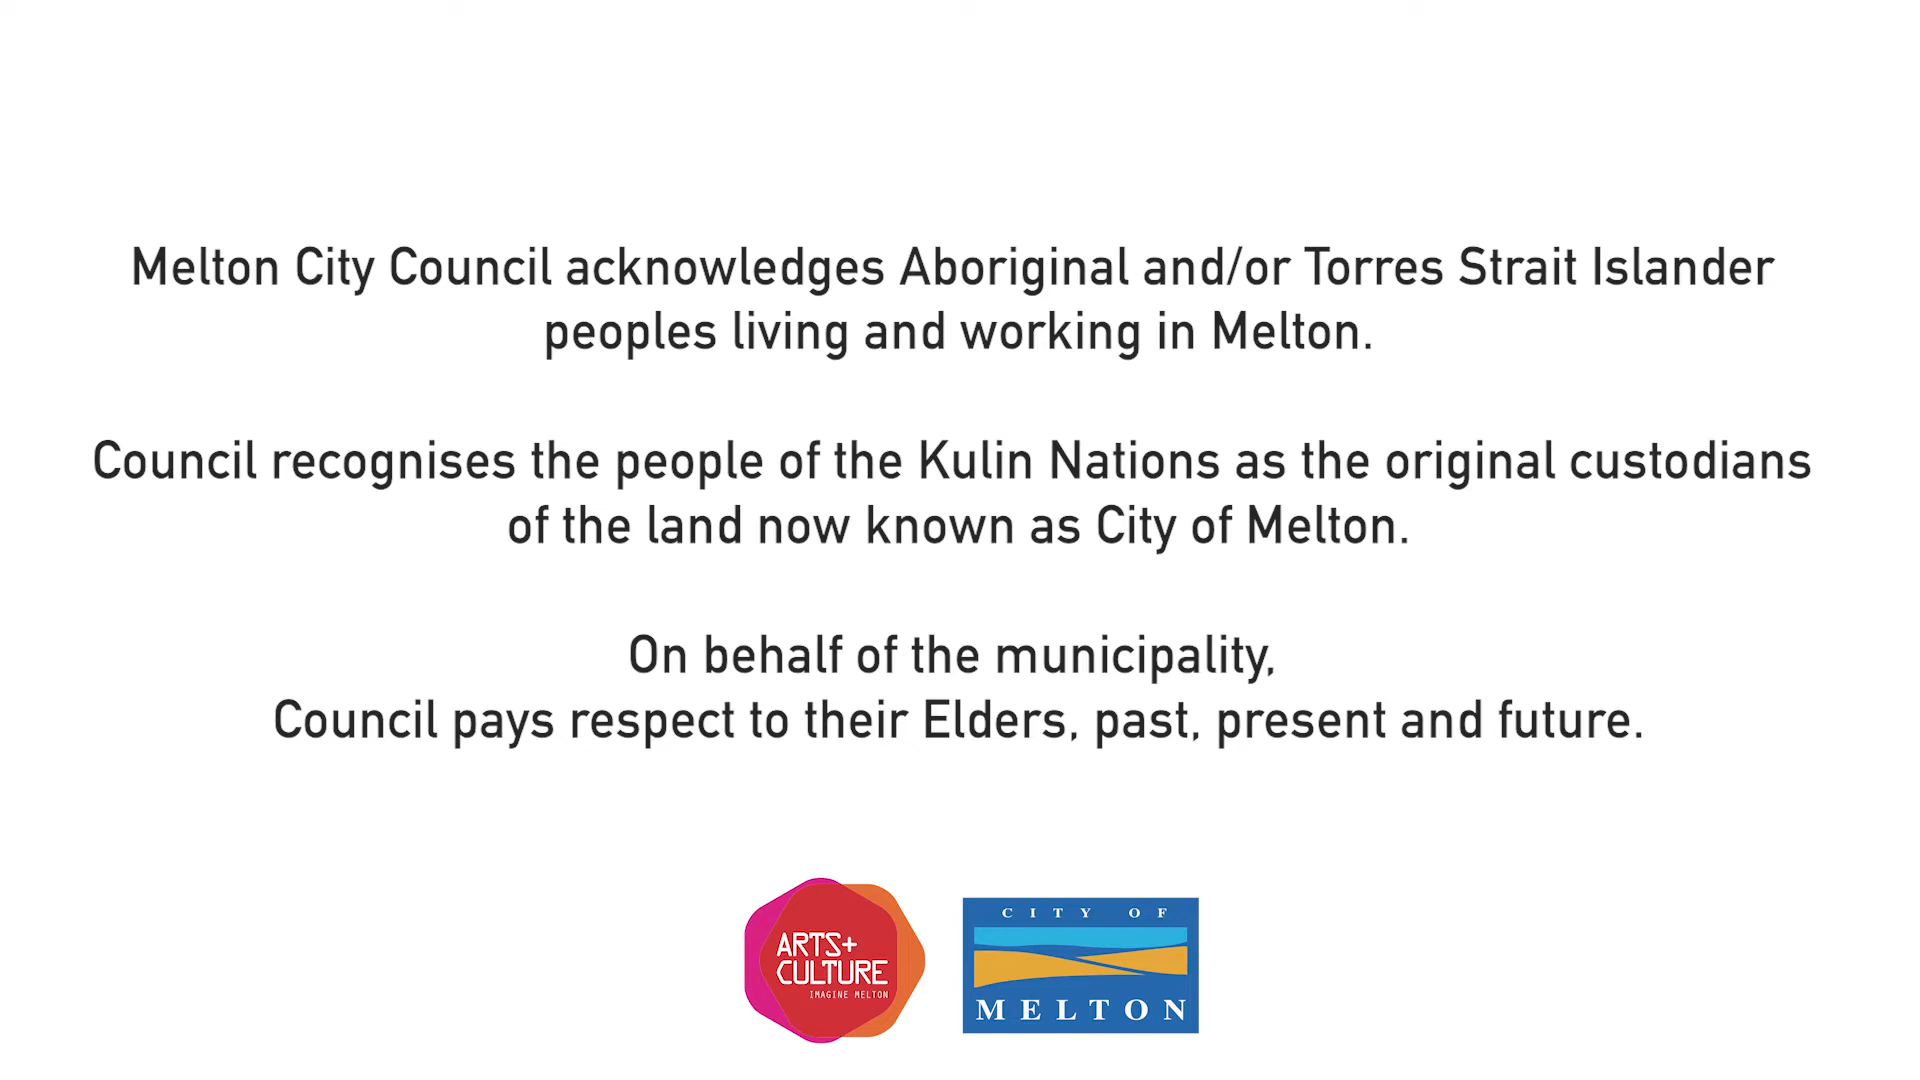 Melton City Council acknowledges Aboriginal and/or Torres Strait Islander
peoples living and working in Melton.
Council recognises the people of the Kulin Nations as the original custodians
of the land now known as City of Melton.
On behalf of the municipality,
Council pays respect to their Elders, past, present and future.
ARTS+
CULTURE
IMAGINE MELTON
CITY OF
MELTON